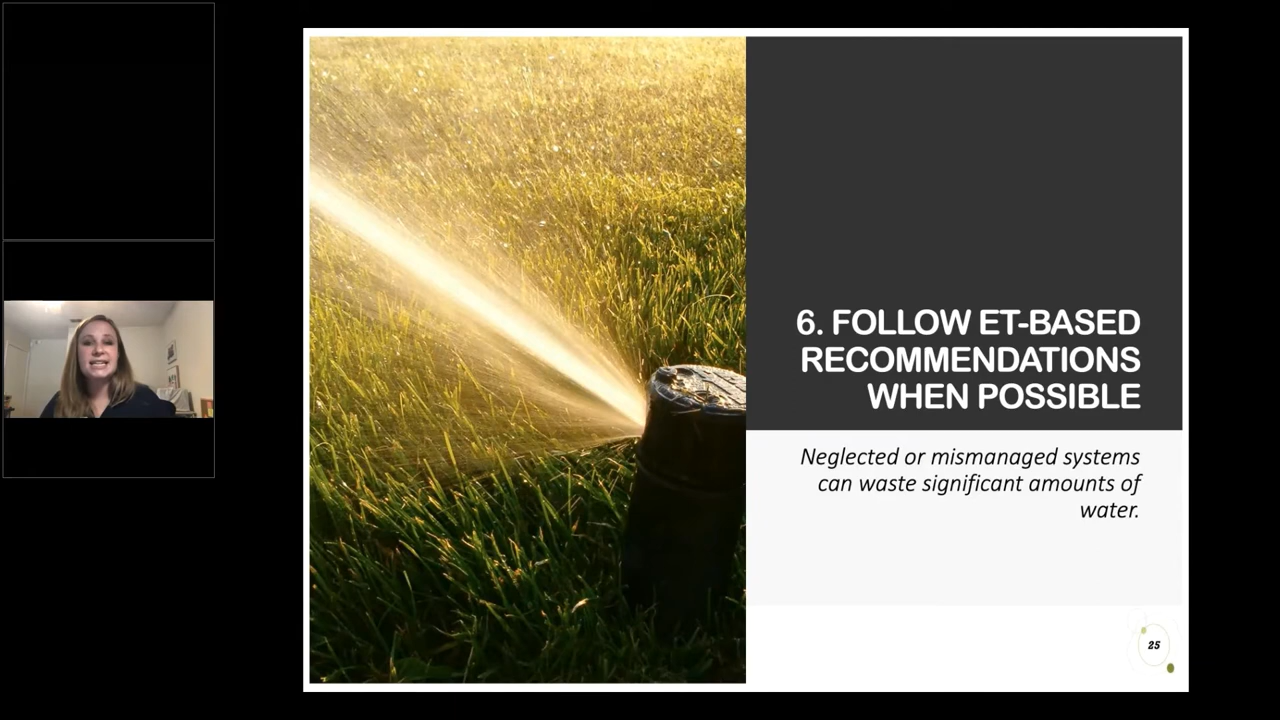 6. FOLLOW ET-BASED
RECOMMENDATIONS
WHEN POSSIBLE
Neglected or mismanaged systems
can waste significant amounts of
water.
25